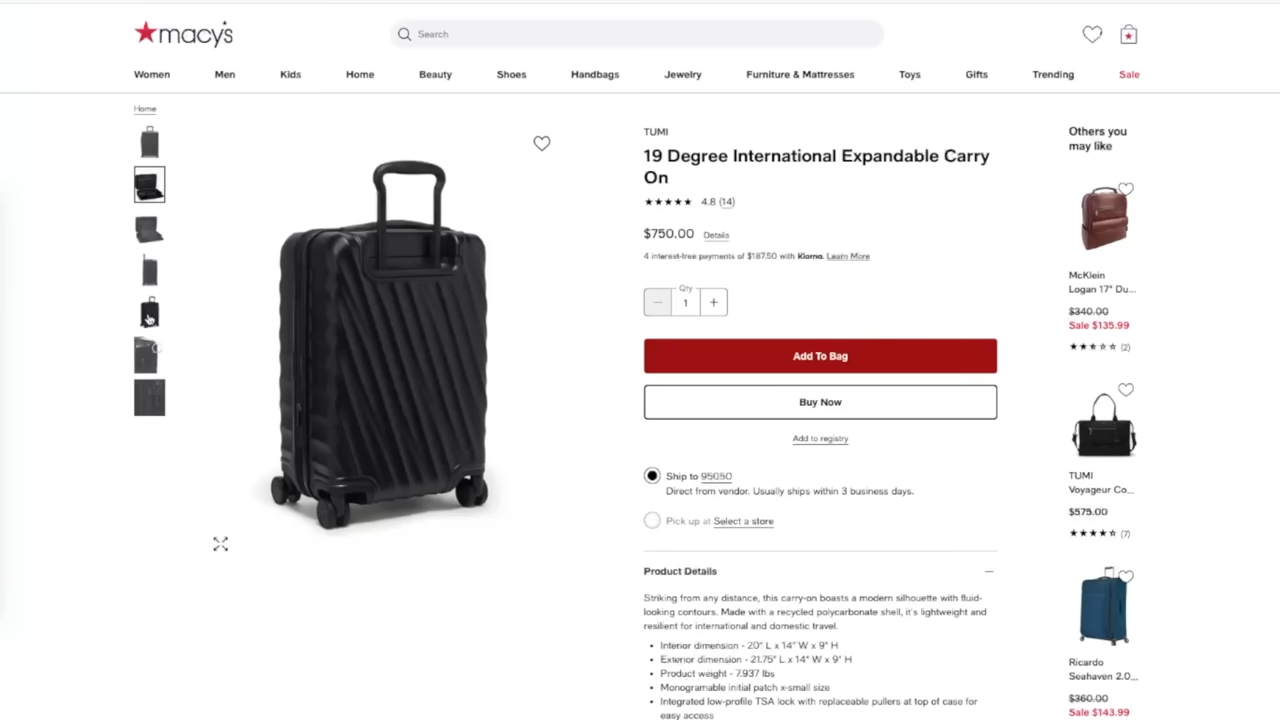 macy's
Search
Women Men Kids Home Beauty Shoes Handbags Jewelry Furniture & Mattresses Toys Gifts Trending Sale
Home
TUMI
19 Degree International Expandable Carry
On
4.8 (14)
$750.00 Details
4 interest-free payments of $187.50 with Klarna. Learn More
Qty
1
Add To Bag
Buy Now
Add to registry
Ship to 95050
Direct from vendor. Usually ships within 3 business days.
Pick up at Select a store
Product Details
Striking from any distance, this carry-on boasts a modern silhouette with fluid-
looking contours. Made with a recycled polycarbonate shell, it's lightweight and
resilient for international and domestic travel.
Interior dimension - 20" L x 14" W x 9" H
Exterior dimension - 21.75" L x 14" W x 9" H
Product weight - 7.937 lbs
Monogramable initial patch x-small size
Integrated low-profile TSA lock with replaceable pullers at top of case for
easy access
Others you
may like
McKlein
Logan 17" Du...
$340.00
Sale $135.99
(2)
TUMI
Voyageur Co...
$575.00
(7)
Ricardo
Seahaven 2.0...
$360.00
Sale $143.99